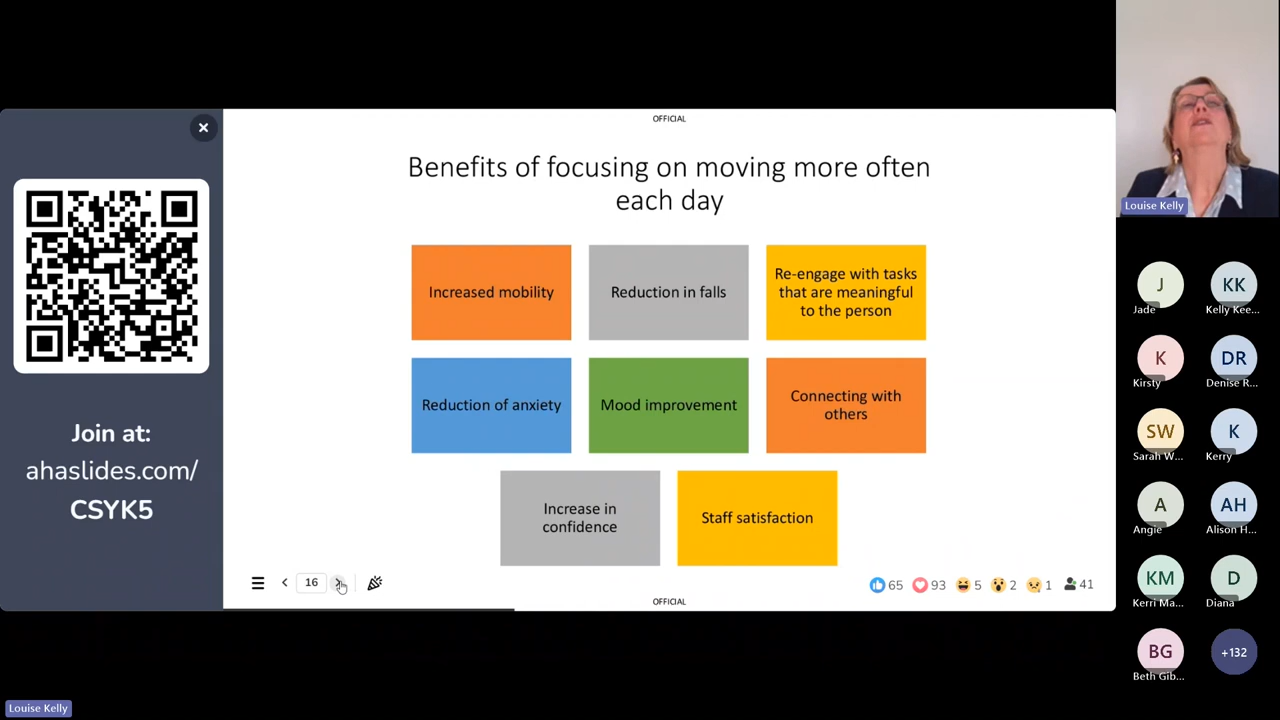 OFFICIAL
Benefits of focusing on moving more often
each day
Increased mobility
Reduction in falls
Re-engage with tasks
that are meaningful
to the person
Reduction of anxiety
Mood improvement
Connecting with
others
Increase in
confidence
Staff satisfaction
Join at:
ahaslides.com/
CSYK5
16
65
93
5
2
1
41
OFFICIAL
Louise Kelly
J
Jade
KK
Kelly Kee...
K
Kirsty
DR
Denise R...
SW
Sarah W...
K
Kerry
A
Angie
AH
Alison H...
KM
Kerri Ma...
D
Diana
BG
Beth Gib...
+132
Louise Kelly